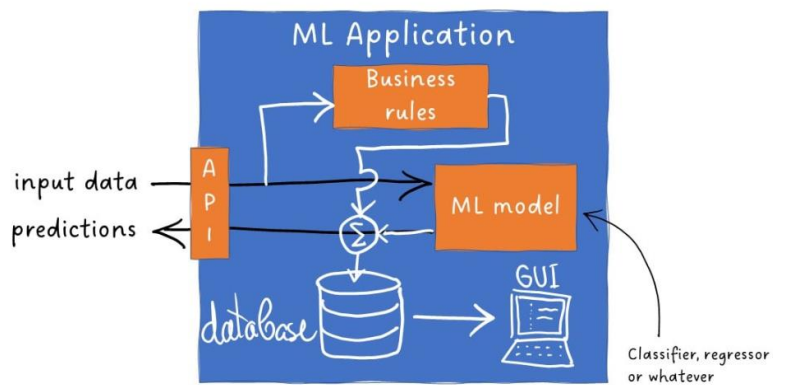 ML Application
Business
rules
A
P
I
input data
predictions
ML model
Σ
GUI
database
Classifier, regressor
or whatever